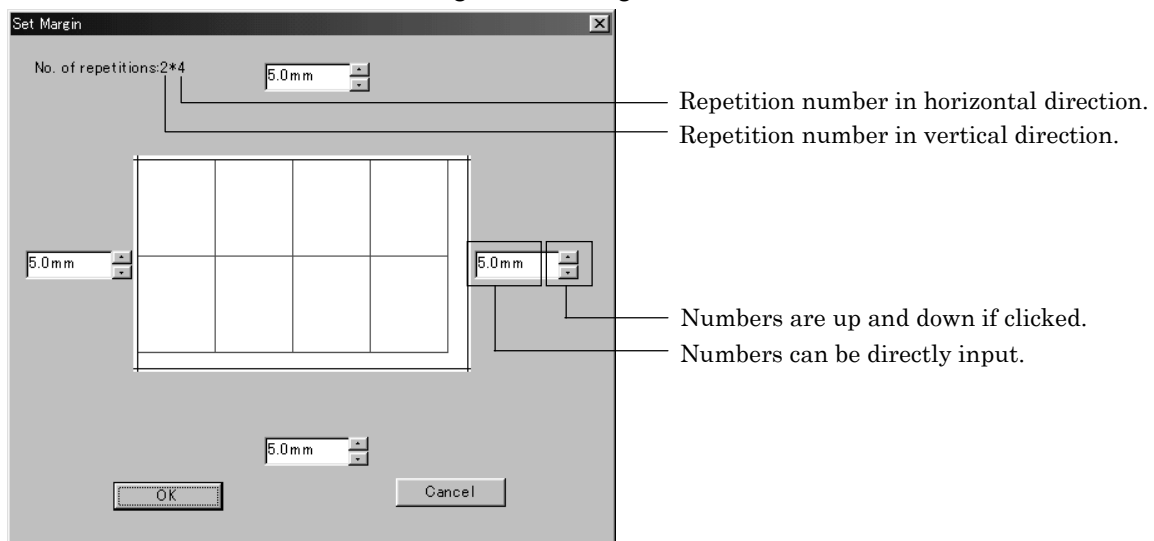 Set Margin
No. of repetitions:2*4
5.0mm
Repetition number in horizontal direction.
Repetition number in vertical direction.
5.0mm
5.0mm
Numbers are up and down if clicked.
Numbers can be directly input.
5.0mm
OK
Cancel